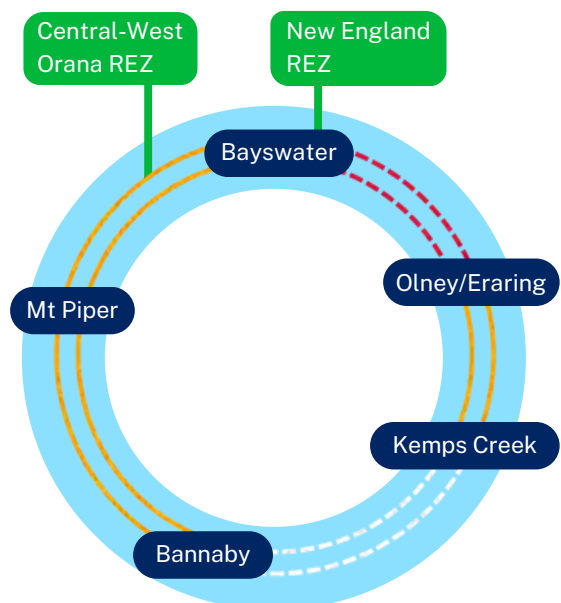 Central-West
Orana REZ
New England
REZ
Bayswater
Olney/Eraring
Mt Piper
Kemps Creek
Bannaby